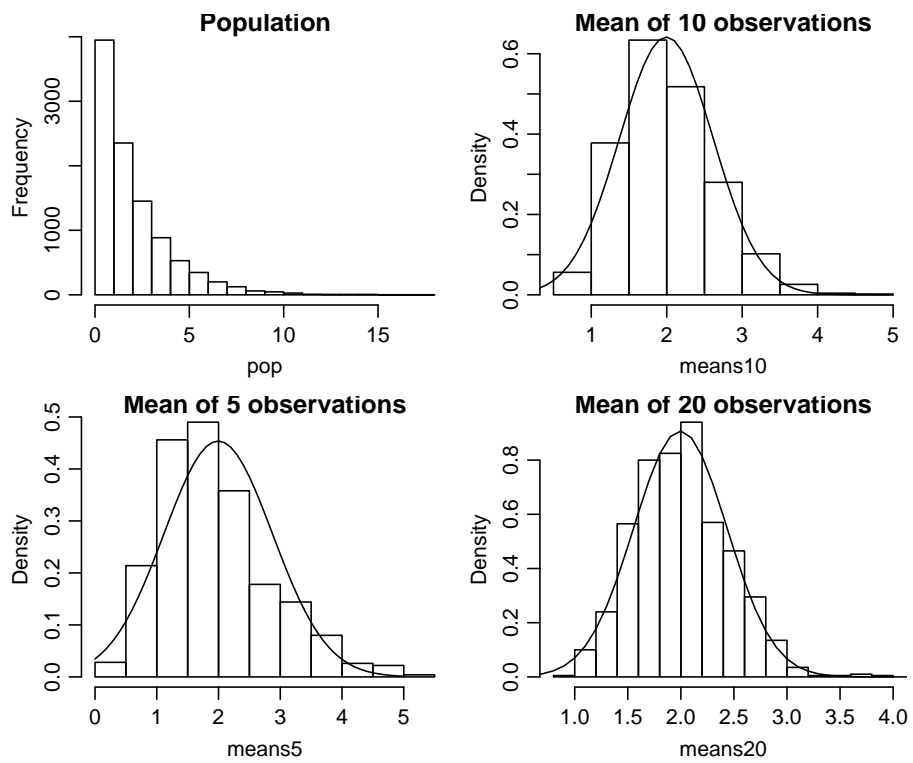 Population
Frequency
3000
1000
0
0 5 10 15
pop
Mean of 10 observations
Density
0.6
0.4
0.2
0.0
1 2 3 4 5
means10
Mean of 5 observations
Density
0.5
0.4
0.3
0.2
0.1
0.0
0 1 2 3 4 5
means5
Mean of 20 observations
Density
0.8
0.6
0.4
0.2
0.0
1.0 1.5 2.0 2.5 3.0 3.5 4.0
means20